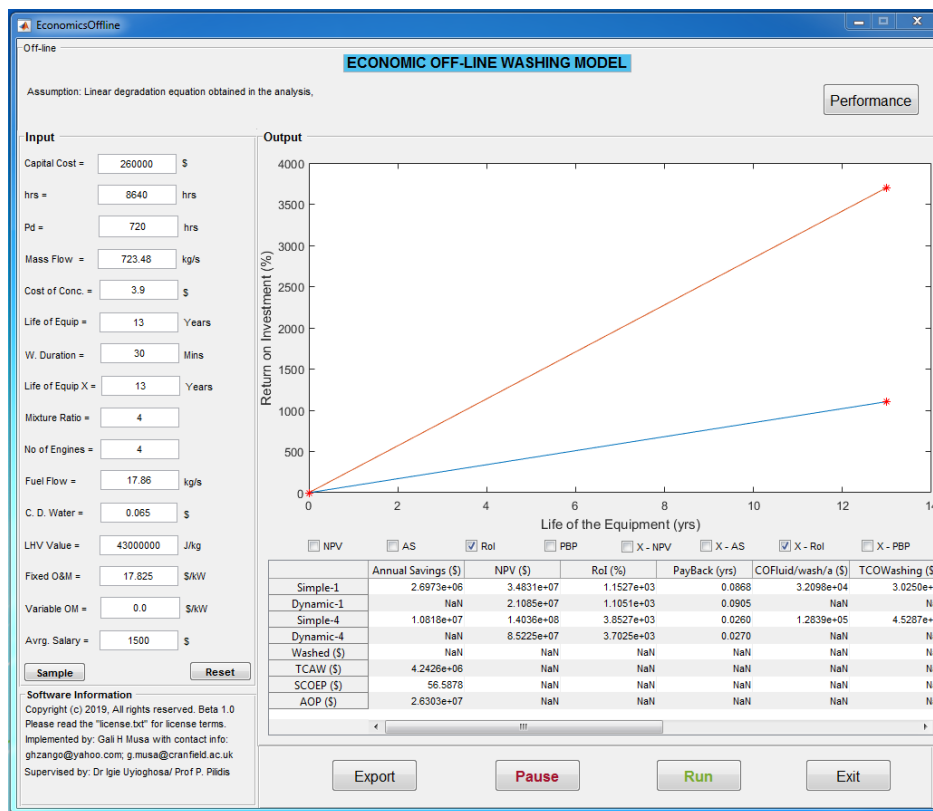 EconomicsOffline
Off-line
ECONOMIC OFF-LINE WASHING MODEL
Assumption: Linear degradation equation obtained in the analysis,
Performance
Input
Capital Cost = 260000 $
hrs = 8640 hrs
Pd = 720 hrs
Mass Flow = 723.48 kg/s
Cost of Conc. = 3.9 $
Life of Equip = 13 Years
W. Duration = 30 Mins
Life of Equip X = 13 Years
Mixture Ratio = 4
No of Engines = 4
Fuel Flow = 17.86 kg/s
C. D. Water = 0.065 $
LHV Value = 43000000 J/kg
Fixed O&M = 17.825 $/kW
Variable OM = 0.0 $/kW
Avrg. Salary = 1500 $
Sample Reset
Software Information
Copyright (c) 2019, All rights reserved. Beta 1.0
Please read the "license.txt" for license terms.
Implemented by: Gali H Musa with contact info:
ghzango@yahoo.com; g.musa@cranfield.ac.uk
Supervised by: Dr Igie Uyioghosa/ Prof P. Pilidis
Output
4000
3500
3000
2500
2000
1500
1000
500
0
Return on Investment (%)
0 2 4 6 8 10 12 14
Life of the Equipment (yrs)
NPV AS RoI PBP X - NPV X - AS X - RoI X - PBP
Annual Savings ($) NPV ($) RoI (%) PayBack (yrs) COFluid/wash/a ($) TCOWashing ($
Simple-1 2.6973e+06 3.4831e+07 1.1527e+03 0.0868 3.2098e+04 3.0250e+
Dynamic-1 NaN 2.1085e+07 1.1051e+03 0.0905 NaN N
Simple-4 1.0818e+07 1.4036e+08 3.8527e+03 0.0260 1.2839e+05 4.5287e+
Dynamic-4 NaN 8.5225e+07 3.7025e+03 0.0270 NaN N
Washed ($) NaN NaN NaN NaN NaN N
TCAW ($) 4.2426e+06 NaN NaN NaN NaN N
SCOEP ($) 56.5878 NaN NaN NaN NaN N
AOP ($) 2.6303e+07 NaN NaN NaN NaN N
Export Pause Run Exit